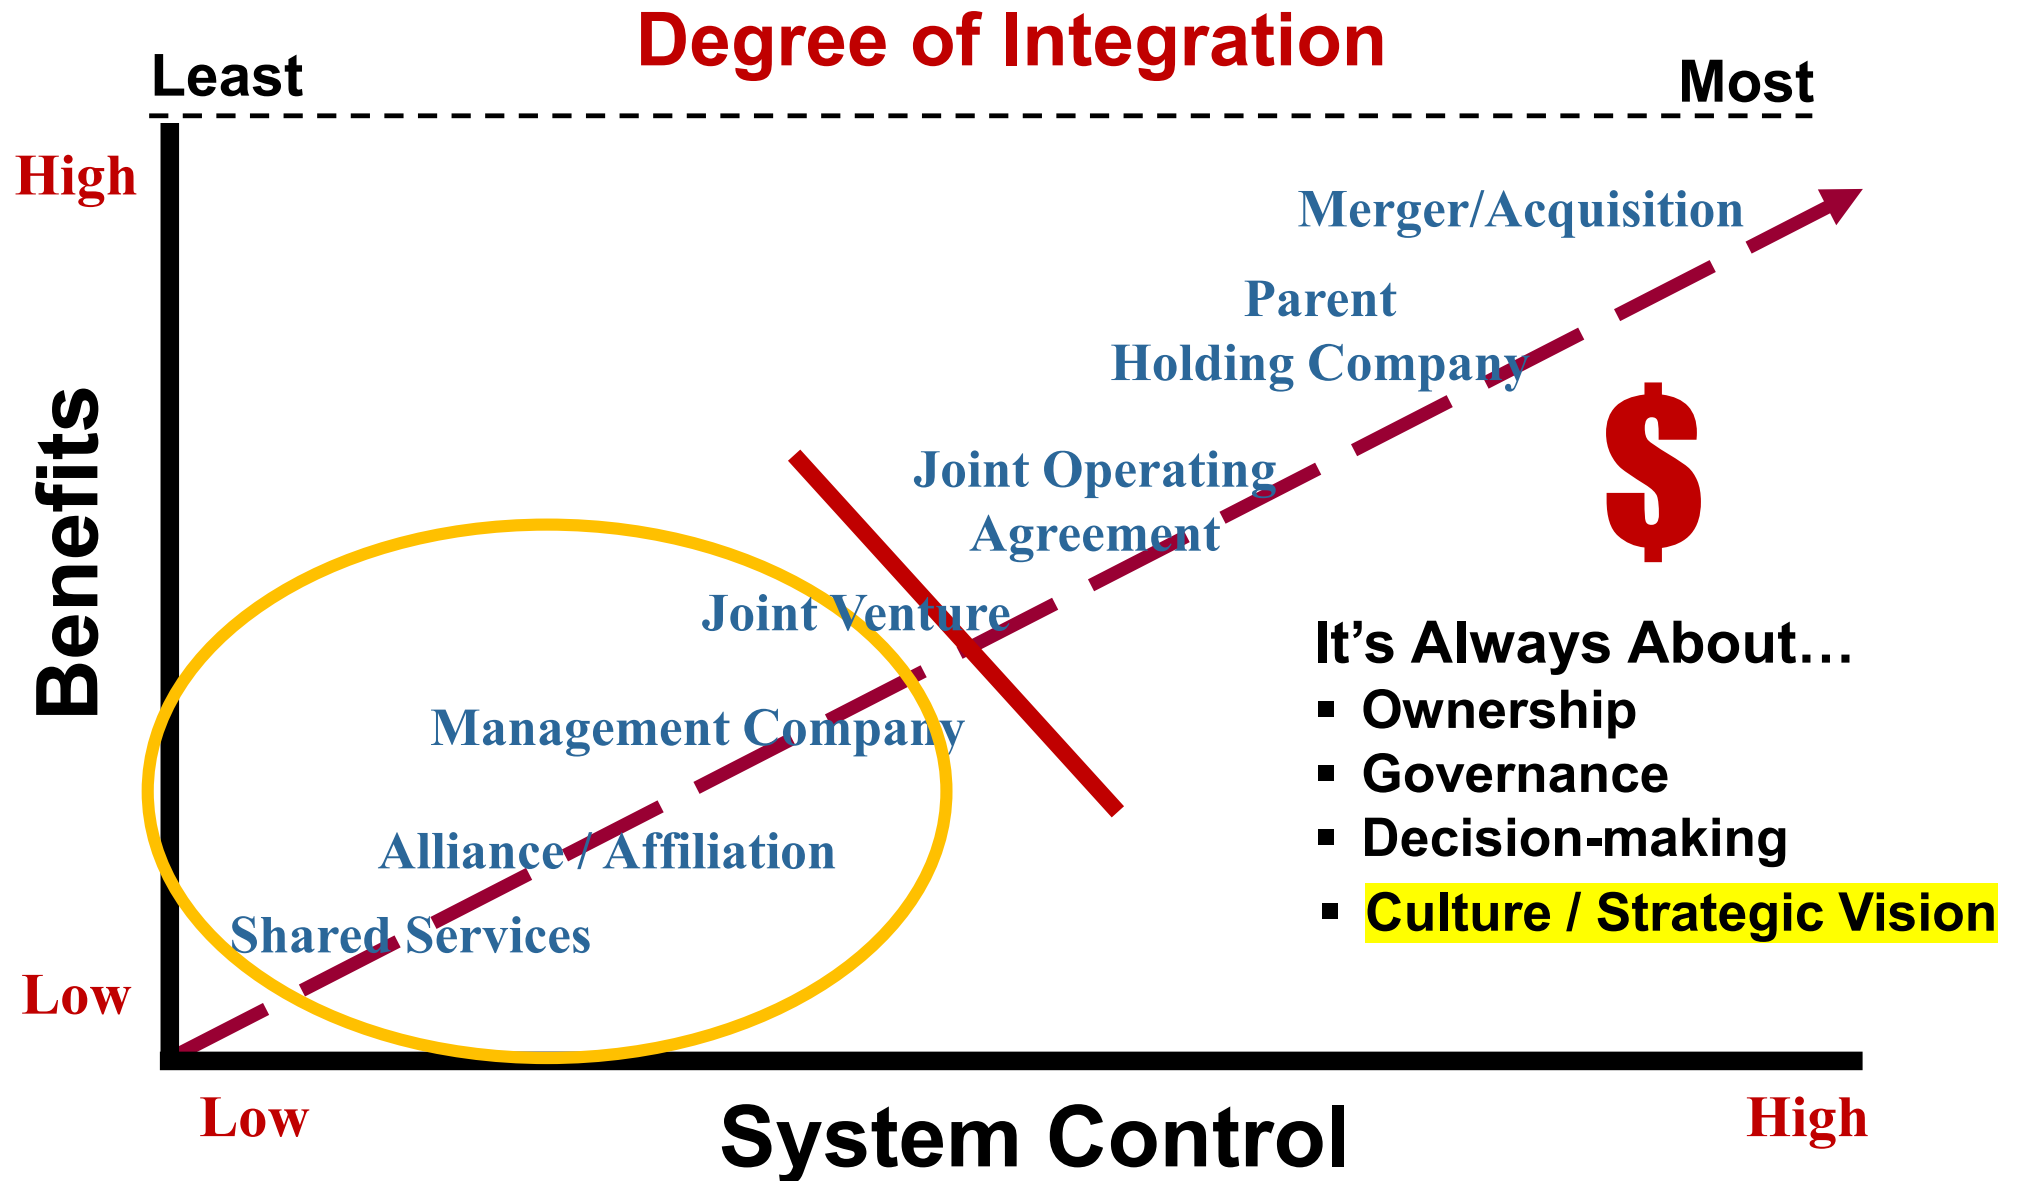 Degree of Integration
Least
Most
High
Merger/Acquisition
Parent
Holding Company
$
Benefits
Joint Operating
Agreement
Joint Venture
It’s Always About…
▪ Ownership
Management Company
▪ Governance
▪ Decision-making
Alliance / Affiliation
▪ Culture / Strategic Vision
Shared Services
Low
Low
System Control
High